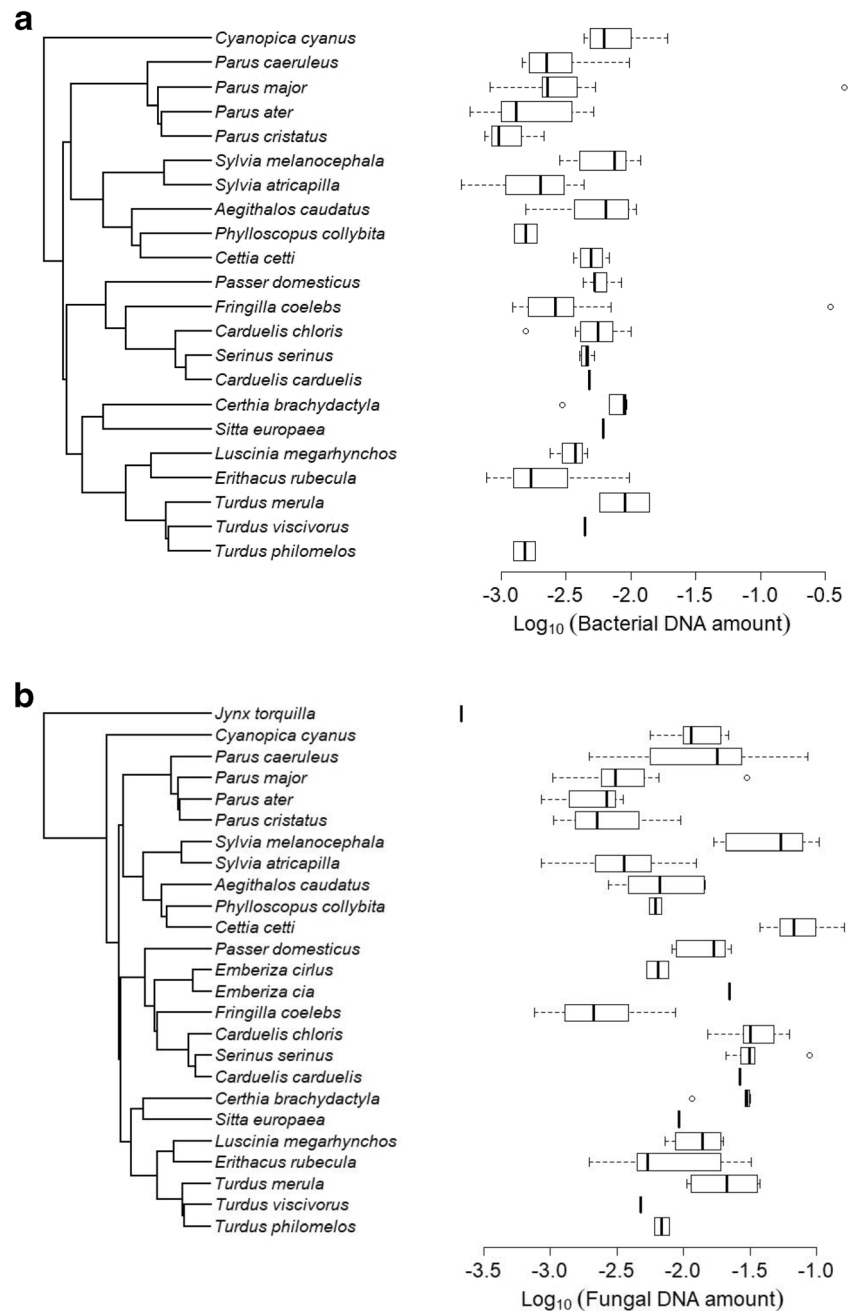 a
Cyanopica cyanus
Parus caeruleus
Parus major
Parus ater
Parus cristatus
Sylvia melanocephala
Sylvia atricapilla
Aegithalos caudatus
Phylloscopus collybita
Cettia cetti
Passer domesticus
Fringilla coelebs
Carduelis chloris
Serinus serinus
Carduelis carduelis
Certhia brachydactyla
Sitta europaea
Luscinia megarhynchos
Erithacus rubecula
Turdus merula
Turdus viscivorus
Turdus philomelos
-3.0 -2.5 -2.0 -1.5 -1.0 -0.5
Log₁₀ (Bacterial DNA amount)
b
Jynx torquilla
Cyanopica cyanus
Parus caeruleus
Parus major
Parus ater
Parus cristatus
Sylvia melanocephala
Sylvia atricapilla
Aegithalos caudatus
Phylloscopus collybita
Cettia cetti
Passer domesticus
Emberiza cirlus
Emberiza cia
Fringilla coelebs
Carduelis chloris
Serinus serinus
Carduelis carduelis
Certhia brachydactyla
Sitta europaea
Luscinia megarhynchos
Erithacus rubecula
Turdus merula
Turdus viscivorus
Turdus philomelos
-3.5 -3.0 -2.5 -2.0 -1.5 -1.0
Log₁₀ (Fungal DNA amount)